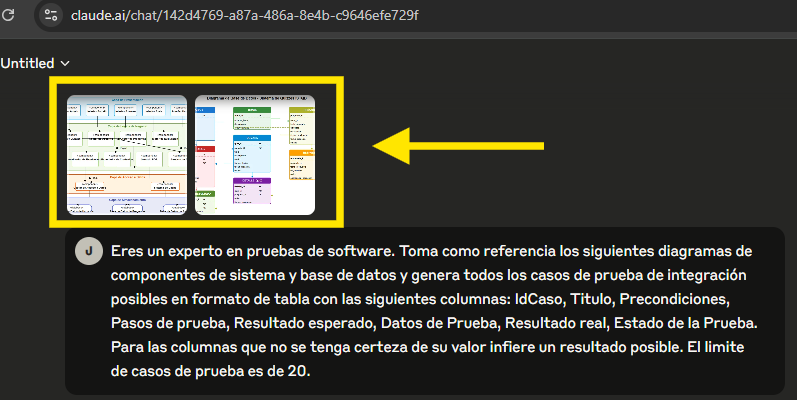 claude.ai/chat/142d4769-a87a-486a-8e4b-c9646efe729f
Untitled
J
Eres un experto en pruebas de software. Toma como referencia los siguientes diagramas de
componentes de sistema y base de datos y genera todos los casos de prueba de integración
posibles en formato de tabla con las siguientes columnas: IdCaso, Titulo, Precondiciones,
Pasos de prueba, Resultado esperado, Datos de Prueba, Resultado real, Estado de la Prueba.
Para las columnas que no se tenga certeza de su valor infiere un resultado posible. El limite
de casos de prueba es de 20.